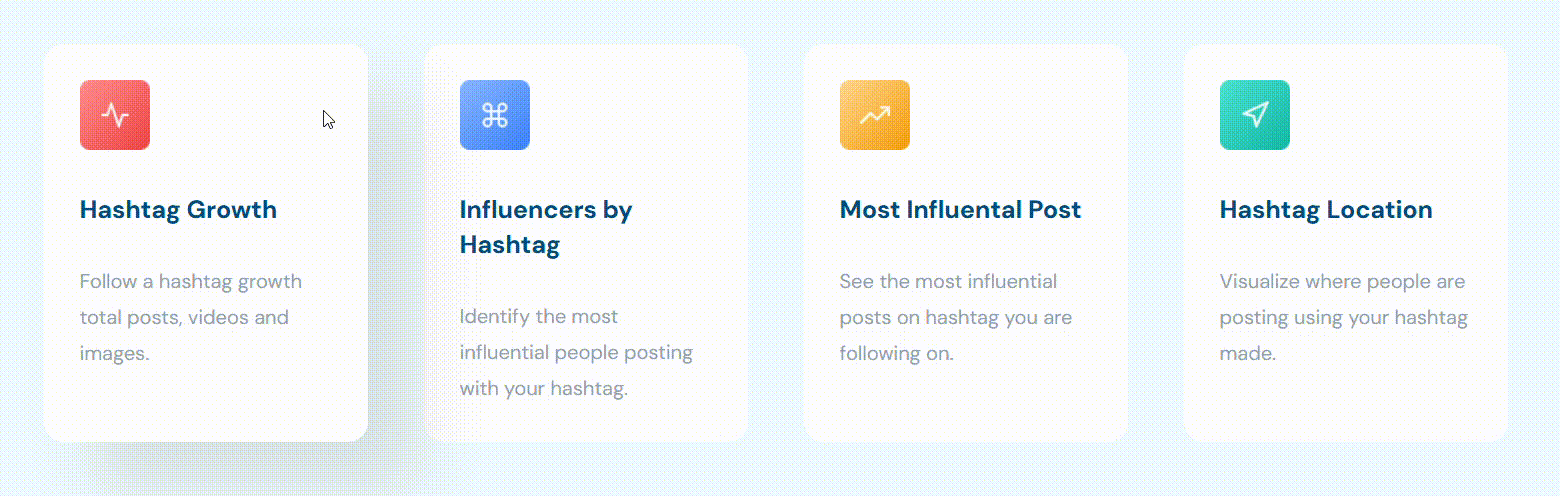 Hashtag Growth
Follow a hashtag growth
total posts, videos and
images.
Influencers by
Hashtag
Identify the most
influential people posting
with your hashtag.
Most Influental Post
See the most influential
posts on hashtag you are
following on.
Hashtag Location
Visualize where people are
posting using your hashtag
made.